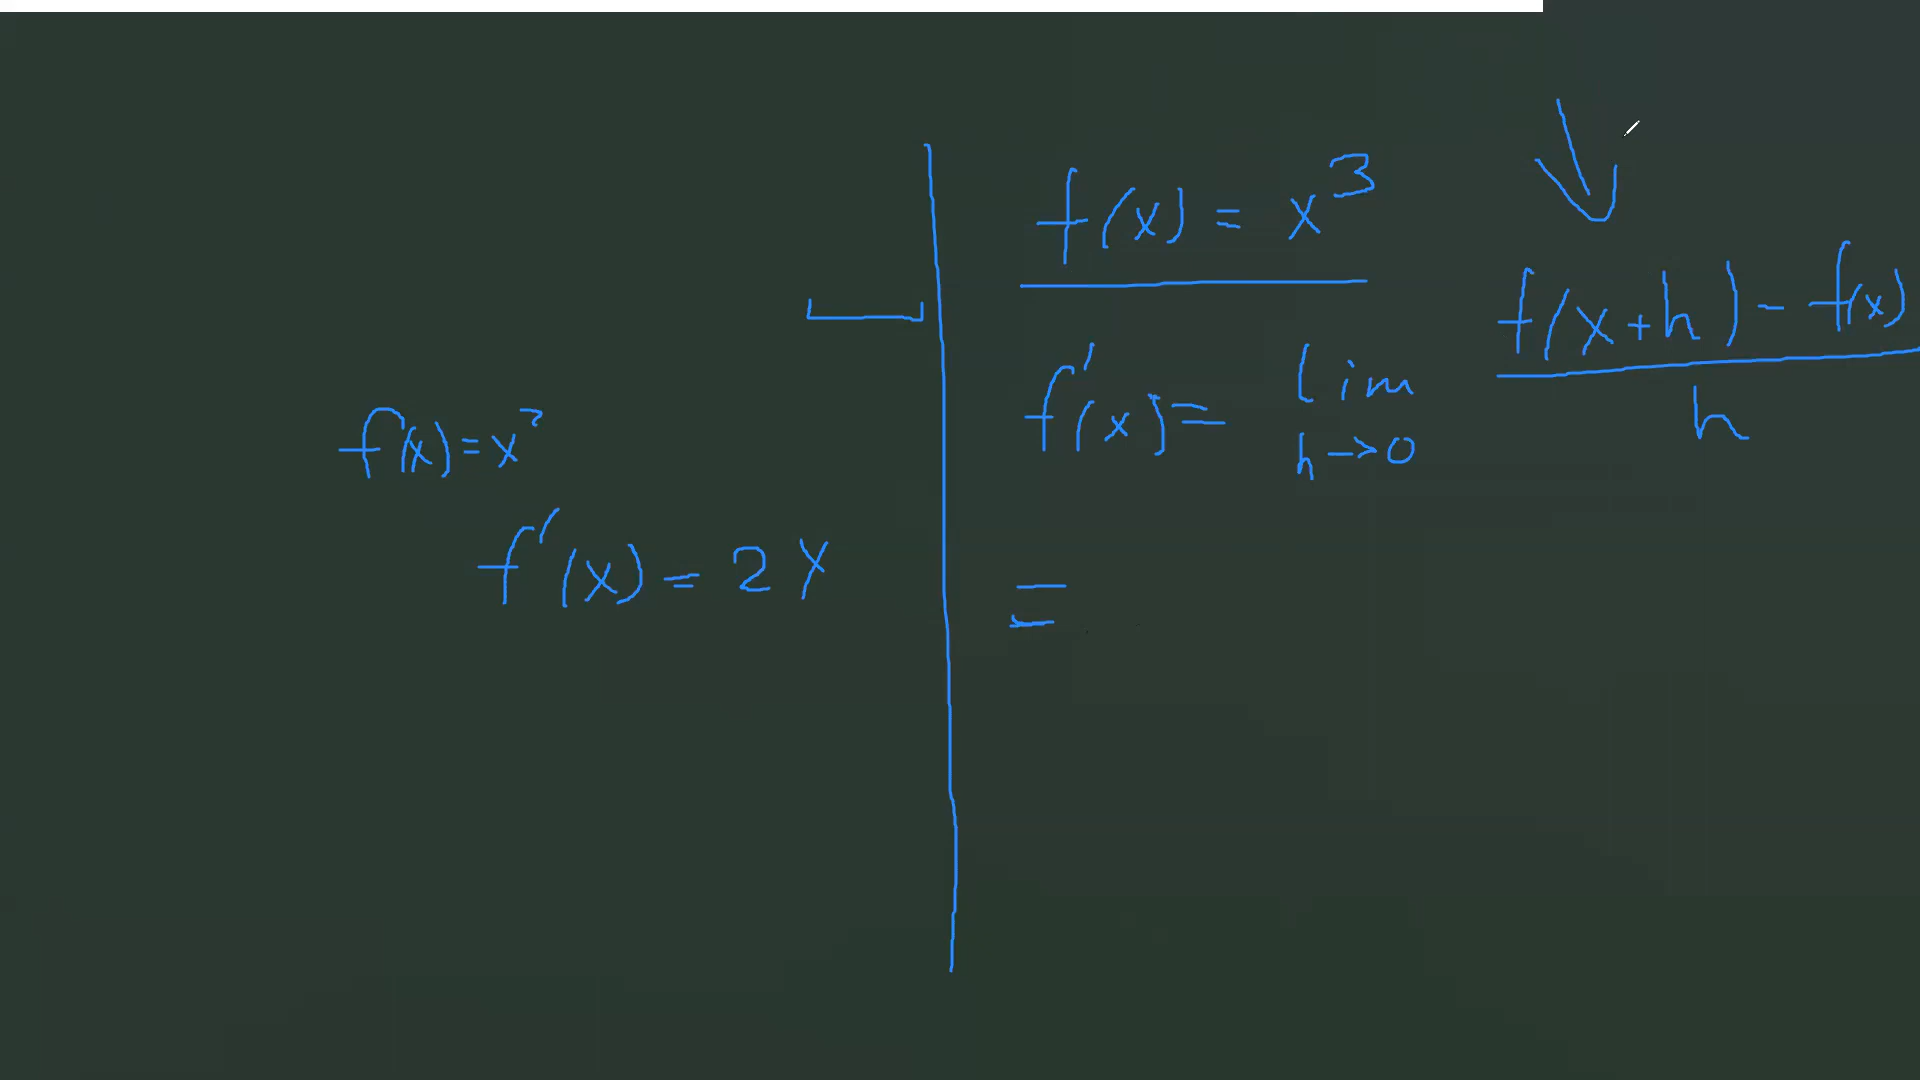 f(x) = x²
f'(x) = 2x
f(x) = x³
f'(x) = lim h→0 (f(x+h) - f(x)) / h
=